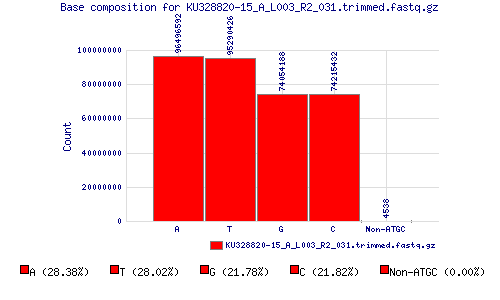 Base composition for KU328820-15_A_L003_R2_031.trimmed.fastq.gz
96496592
95290426
74054188
74215432
4538
100000000
80000000
60000000
40000000
20000000
0
Count
A T G C Non-ATGC
KU328820-15_A_L003_R2_031.trimmed.fastq.gz
A (28.38%) T (28.02%) G (21.78%) C (21.82%) Non-ATGC (0.00%)